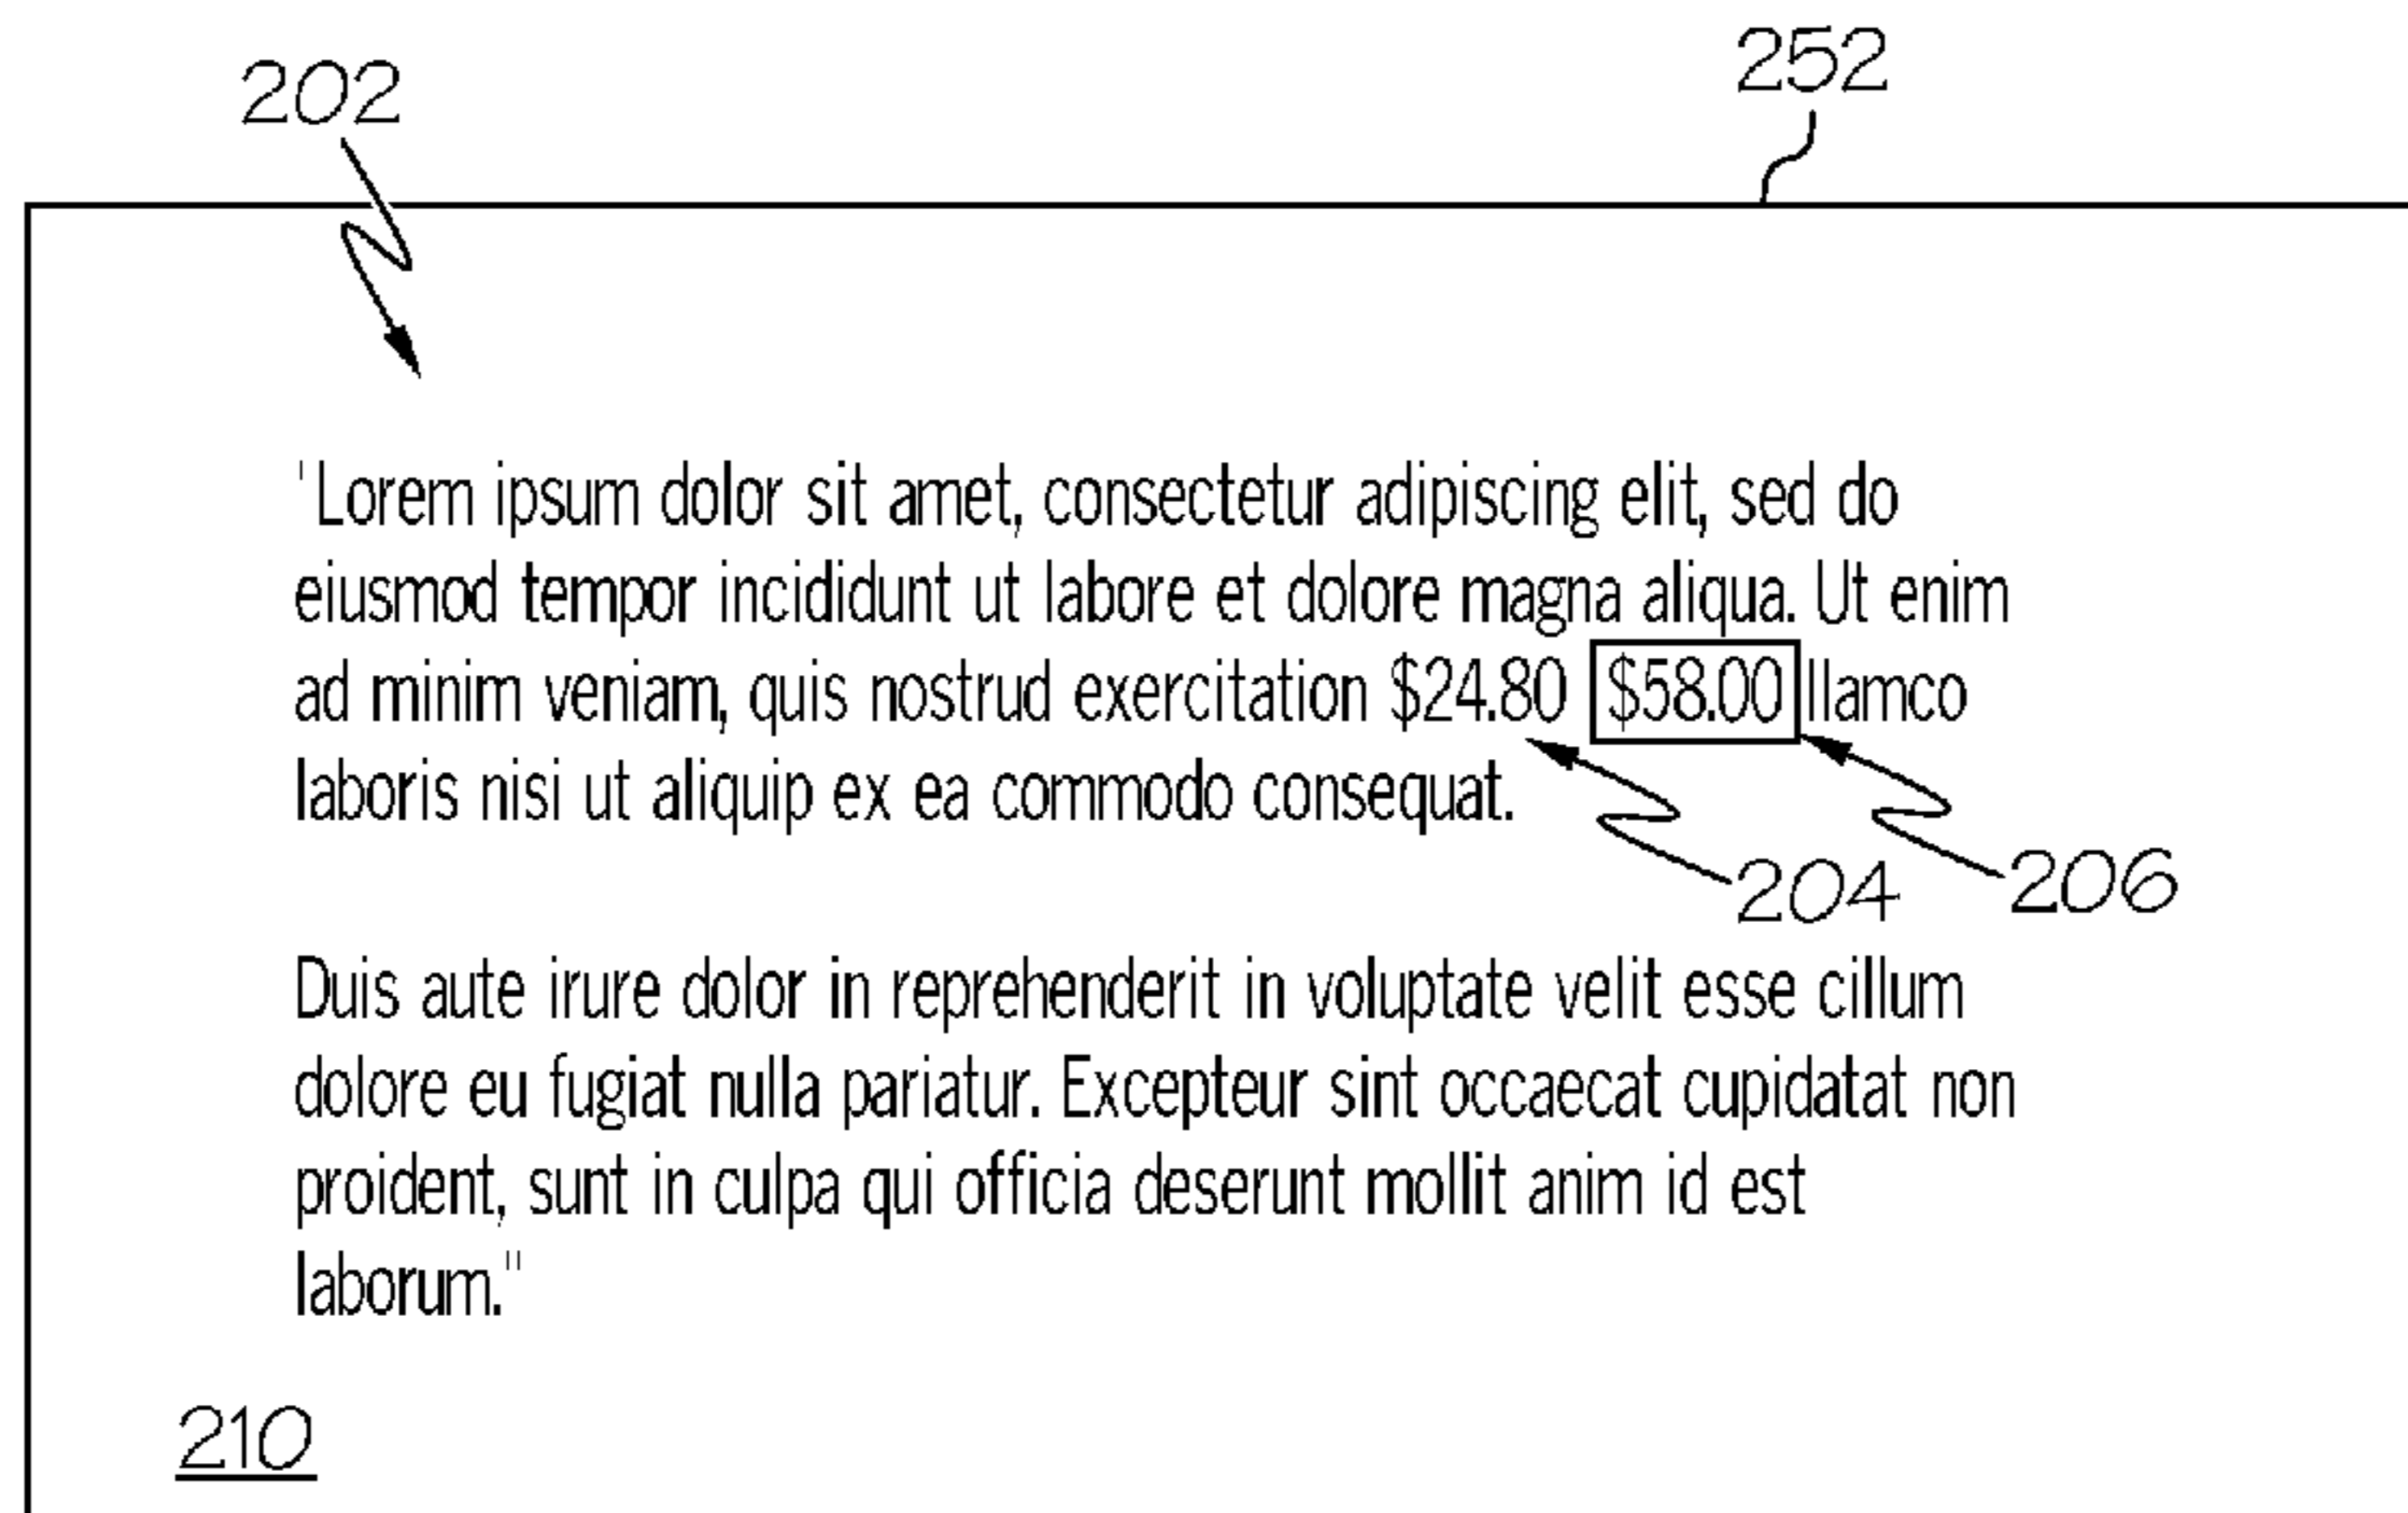 202
252
'Lorem ipsum dolor sit amet, consectetur adipiscing elit, sed do
eiusmod tempor incididunt ut labore et dolore magna aliqua. Ut enim
ad minim veniam, quis nostrud exercitation $24.80 $58.00 llamco
laboris nisi ut aliquip ex ea commodo consequat.
204
206
Duis aute irure dolor in reprehenderit in voluptate velit esse cillum
dolore eu fugiat nulla pariatur. Excepteur sint occaecat cupidatat non
proident, sunt in culpa qui officia deserunt mollit anim id est
laborum."
210